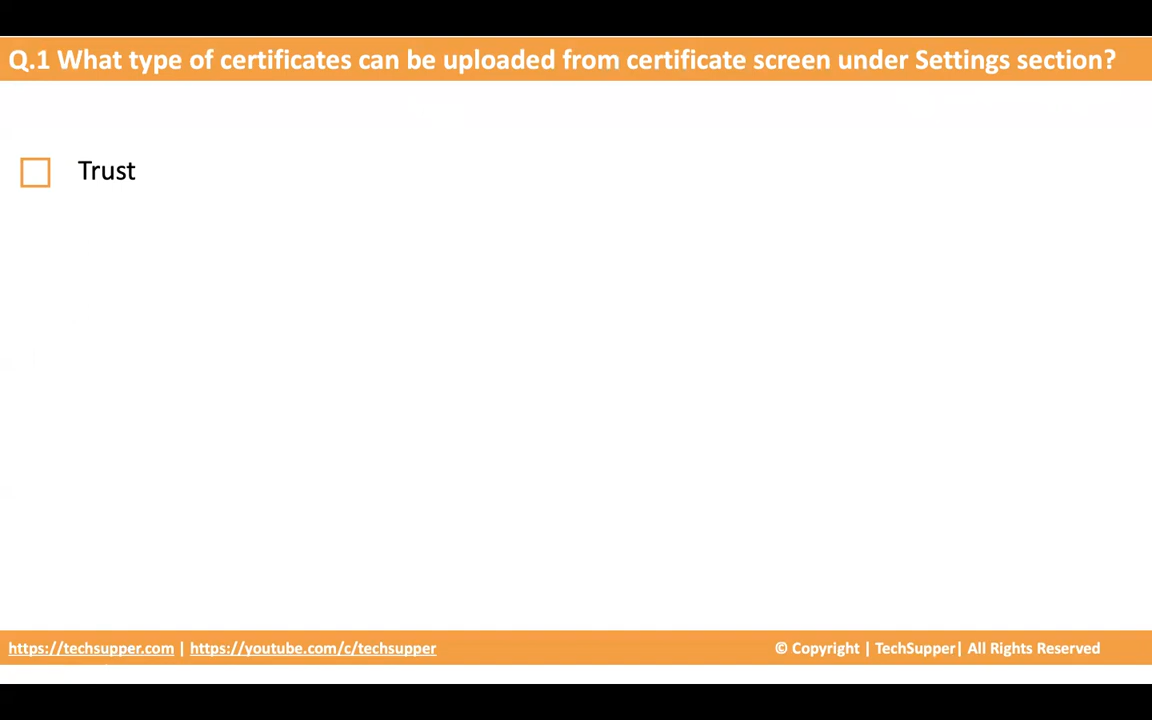 Q.1 What type of certificates can be uploaded from certificate screen under Settings section?
Trust
https://techsupper.com | https://youtube.com/c/techsupper
© Copyright | TechSupper| All Rights Reserved